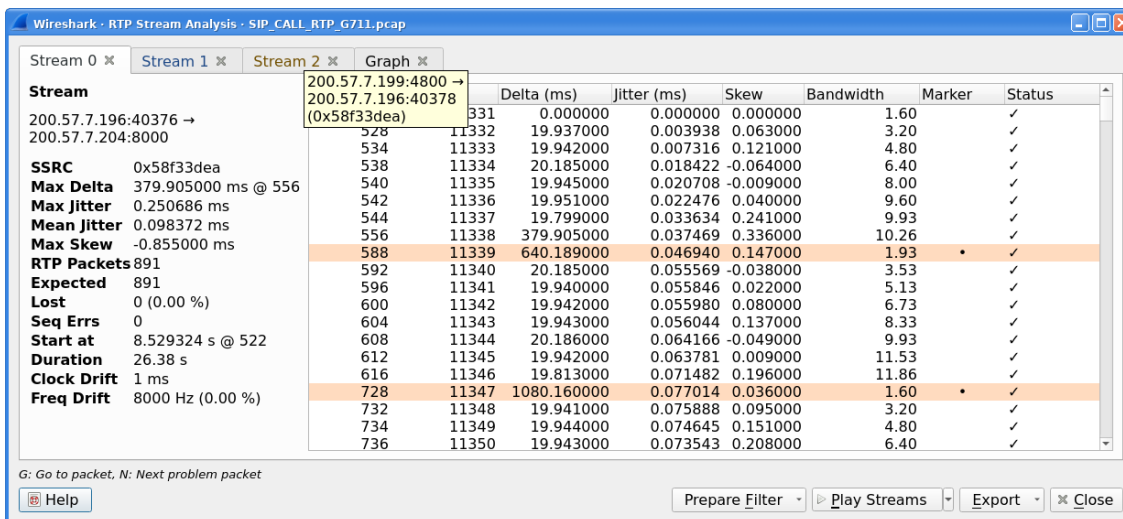 Wireshark · RTP Stream Analysis · SIP_CALL_RTP_G711.pcap
Stream 0 Stream 1 Stream 2 Graph
200.57.7.199:4800 →
200.57.7.196:40378
(0x58f33dea)
Stream
200.57.7.196:40376 →
200.57.7.204:8000
SSRC 0x58f33dea
Max Delta 379.905000 ms @ 556
Max Jitter 0.250686 ms
Mean Jitter 0.098372 ms
Max Skew -0.855000 ms
RTP Packets 891
Expected 891
Lost 0 (0.00 %)
Seq Errs 0
Start at 8.529324 s @ 522
Duration 26.38 s
Clock Drift 1 ms
Freq Drift 8000 Hz (0.00 %)
Delta (ms) Jitter (ms) Skew Bandwidth Marker Status
331 0.000000 0.000000 0.000000 1.60 ✓
528 11332 19.937000 0.003938 0.063000 3.20 ✓
534 11333 19.942000 0.007316 0.121000 4.80 ✓
538 11334 20.185000 0.018422 -0.064000 6.40 ✓
540 11335 19.945000 0.020708 -0.009000 8.00 ✓
542 11336 19.951000 0.022476 0.040000 9.60 ✓
544 11337 19.799000 0.033634 0.241000 9.93 ✓
556 11338 379.905000 0.037469 0.336000 10.26 ✓
588 11339 640.189000 0.046940 0.147000 1.93 • ✓
592 11340 20.185000 0.055569 -0.038000 3.53 ✓
596 11341 19.940000 0.055846 0.022000 5.13 ✓
600 11342 19.942000 0.055980 0.080000 6.73 ✓
604 11343 19.943000 0.056044 0.137000 8.33 ✓
608 11344 20.186000 0.064166 -0.049000 9.93 ✓
612 11345 19.942000 0.063781 0.009000 11.53 ✓
616 11346 19.813000 0.071482 0.196000 11.86 ✓
728 11347 1080.160000 0.077014 0.036000 1.60 • ✓
732 11348 19.941000 0.075888 0.095000 3.20 ✓
734 11349 19.944000 0.074645 0.151000 4.80 ✓
736 11350 19.943000 0.073543 0.208000 6.40 ✓
G: Go to packet, N: Next problem packet
Help Prepare Filter Play Streams Export Close